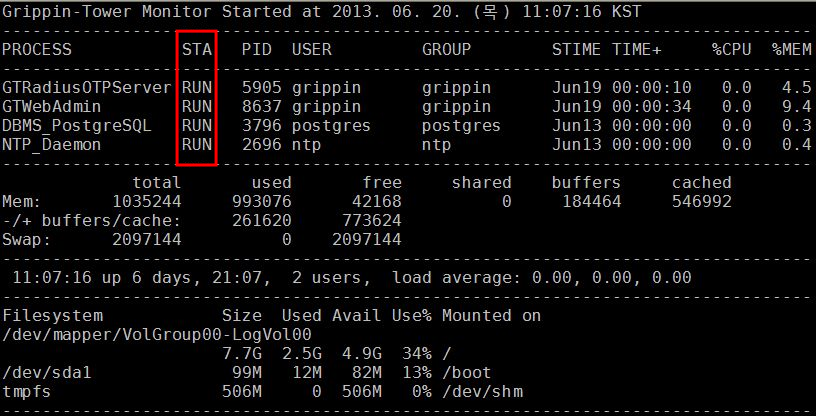 Grippin-Tower Monitor Started at 2013. 06. 20. (목) 11:07:16 KST
--------------------------------------------------------------------------------
PROCESS           STA   PID USER         GROUP        STIME TIME+     %CPU  %MEM
--------------------------------------------------------------------------------
GTRadiusOTPServer RUN   5905 grippin      grippin      Jun19 00:00:10   0.0   4.5
GTWebAdmin        RUN   8637 grippin      grippin      Jun19 00:00:34   0.0   9.4
DBMS_PostgreSQL   RUN   3796 postgres     postgres     Jun13 00:00:00   0.0   0.3
NTP_Daemon        RUN   2696 ntp          ntp          Jun13 00:00:00   0.0   0.4
--------------------------------------------------------------------------------
             total       used       free     shared    buffers     cached
Mem:       1035244     993076      42168          0     184464     546992
-/+ buffers/cache:     261620     773624
Swap:      2097144          0    2097144
--------------------------------------------------------------------------------
 11:07:16 up 6 days, 21:07,  2 users,  load average: 0.00, 0.00, 0.00
--------------------------------------------------------------------------------
Filesystem            Size  Used Avail Use% Mounted on
/dev/mapper/VolGroup00-LogVol00
                      7.7G  2.5G  4.9G  34% /
/dev/sda1              99M   12M   82M  13% /boot
tmpfs                 506M     0  506M   0% /dev/shm
--------------------------------------------------------------------------------